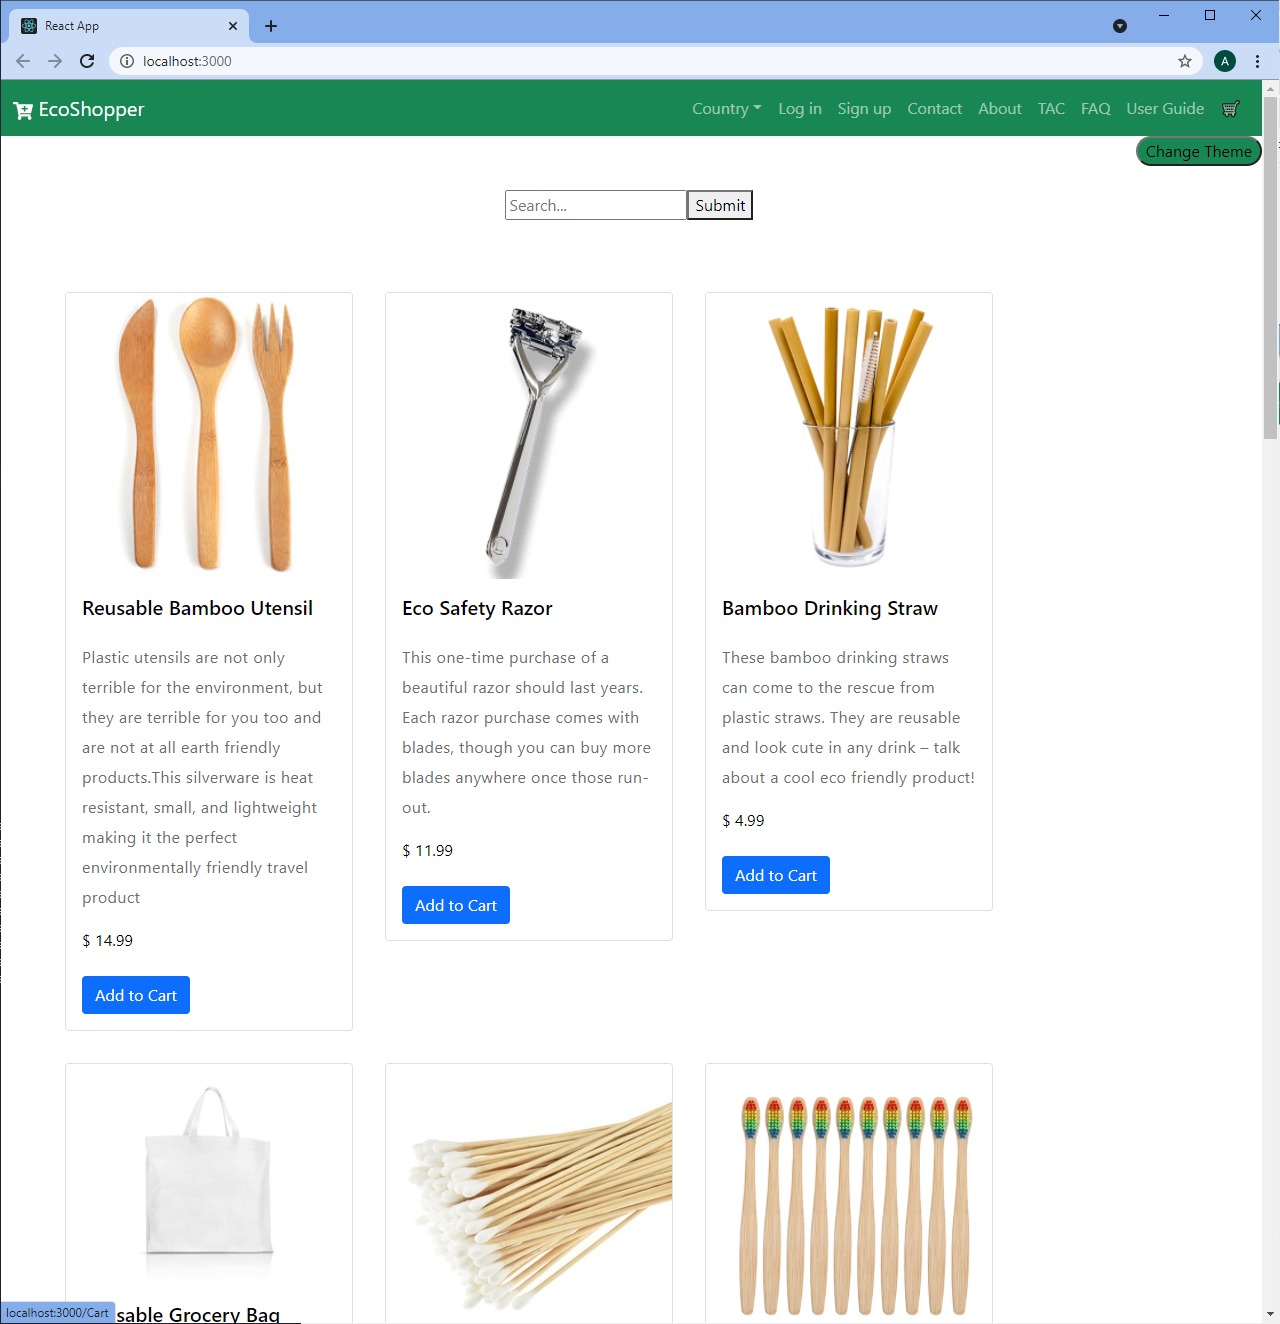 React App
localhost:3000
A
EcoShopper
Country Log in Sign up Contact About TAC FAQ User Guide
Change Theme
Search... Submit
Reusable Bamboo Utensil
Plastic utensils are not only
terrible for the environment, but
they are terrible for you too and
are not at all earth friendly
products.This silverware is heat
resistant, small, and lightweight
making it the perfect
environmentally friendly travel
product
$ 14.99
Add to Cart
Eco Safety Razor
This one-time purchase of a
beautiful razor should last years.
Each razor purchase comes with
blades, though you can buy more
blades anywhere once those run-
out.
$ 11.99
Add to Cart
Bamboo Drinking Straw
These bamboo drinking straws
can come to the rescue from
plastic straws. They are reusable
and look cute in any drink – talk
about a cool eco friendly product!
$ 4.99
Add to Cart
sable Grocery Bag
localhost:3000/Cart